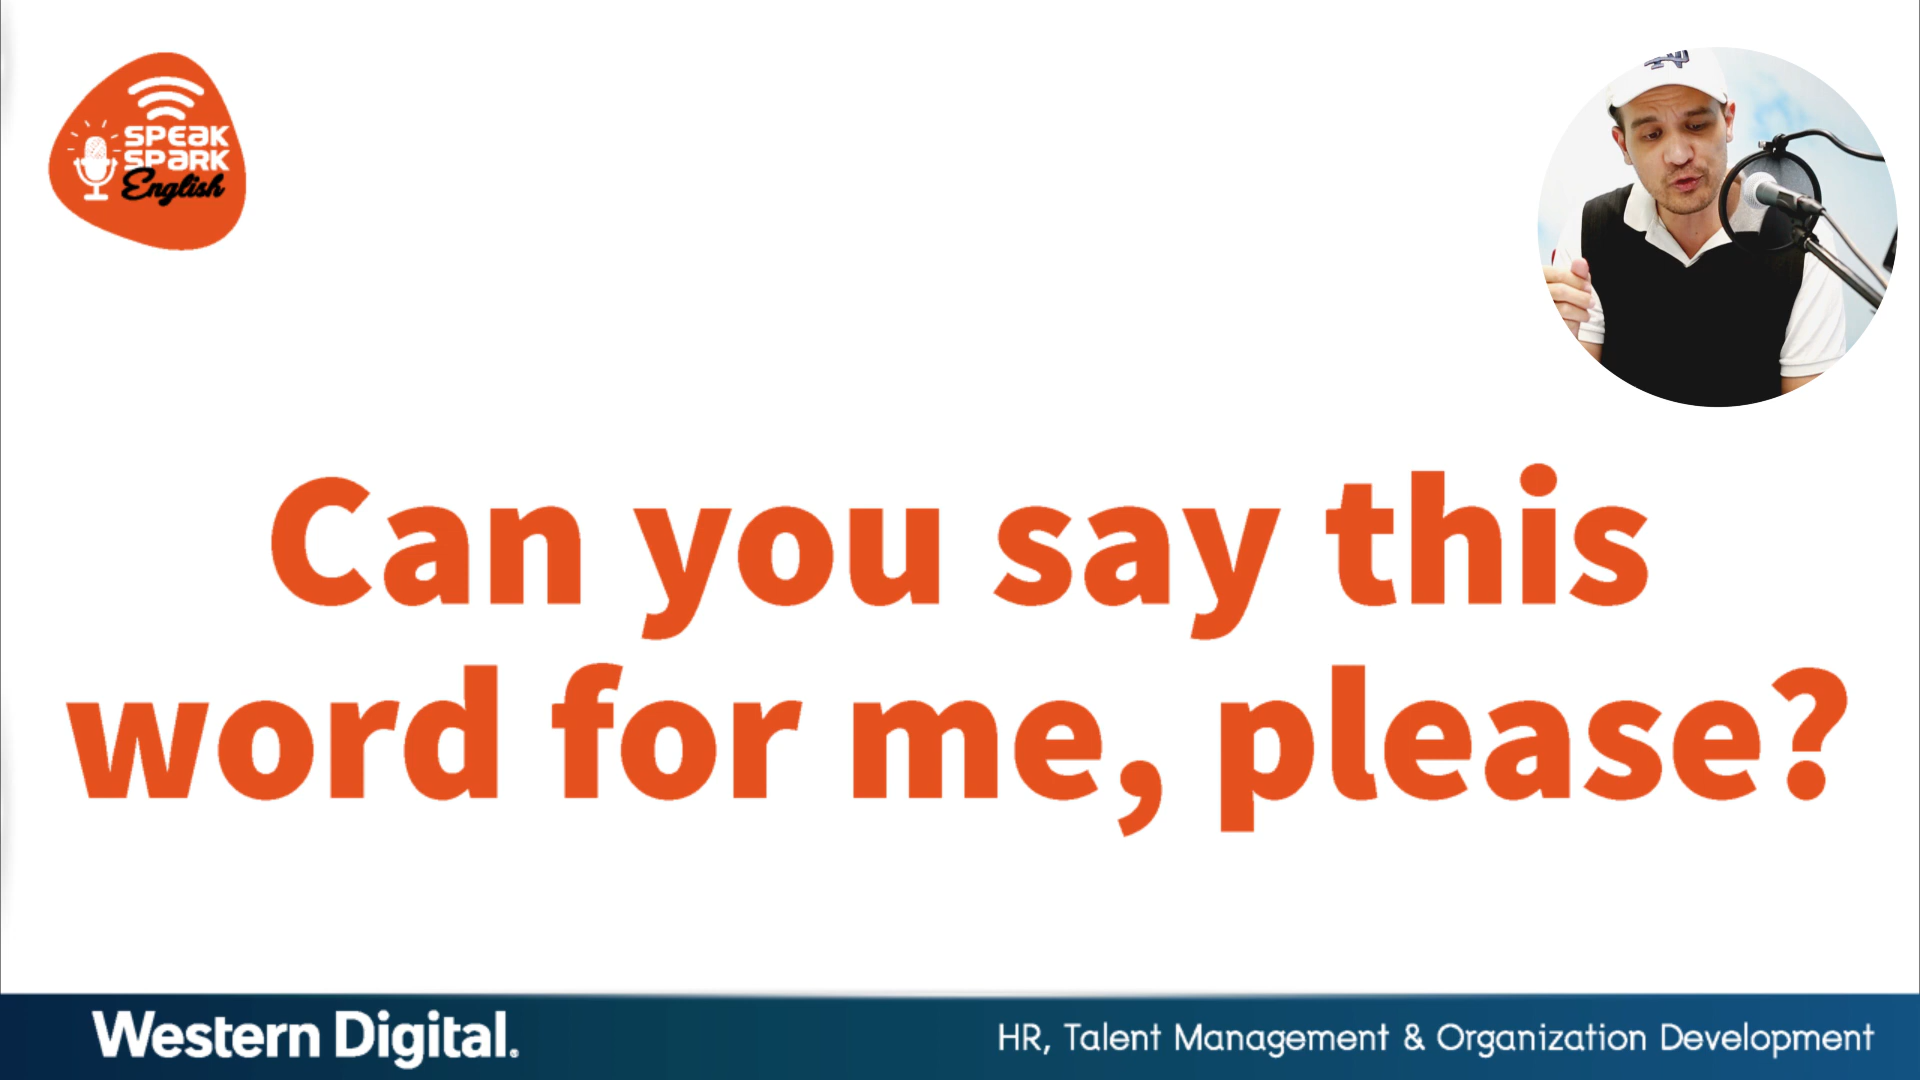 SPEAK
SPARK
English
Can you say this
word for me, please?
Western Digital.
HR, Talent Management & Organization Development